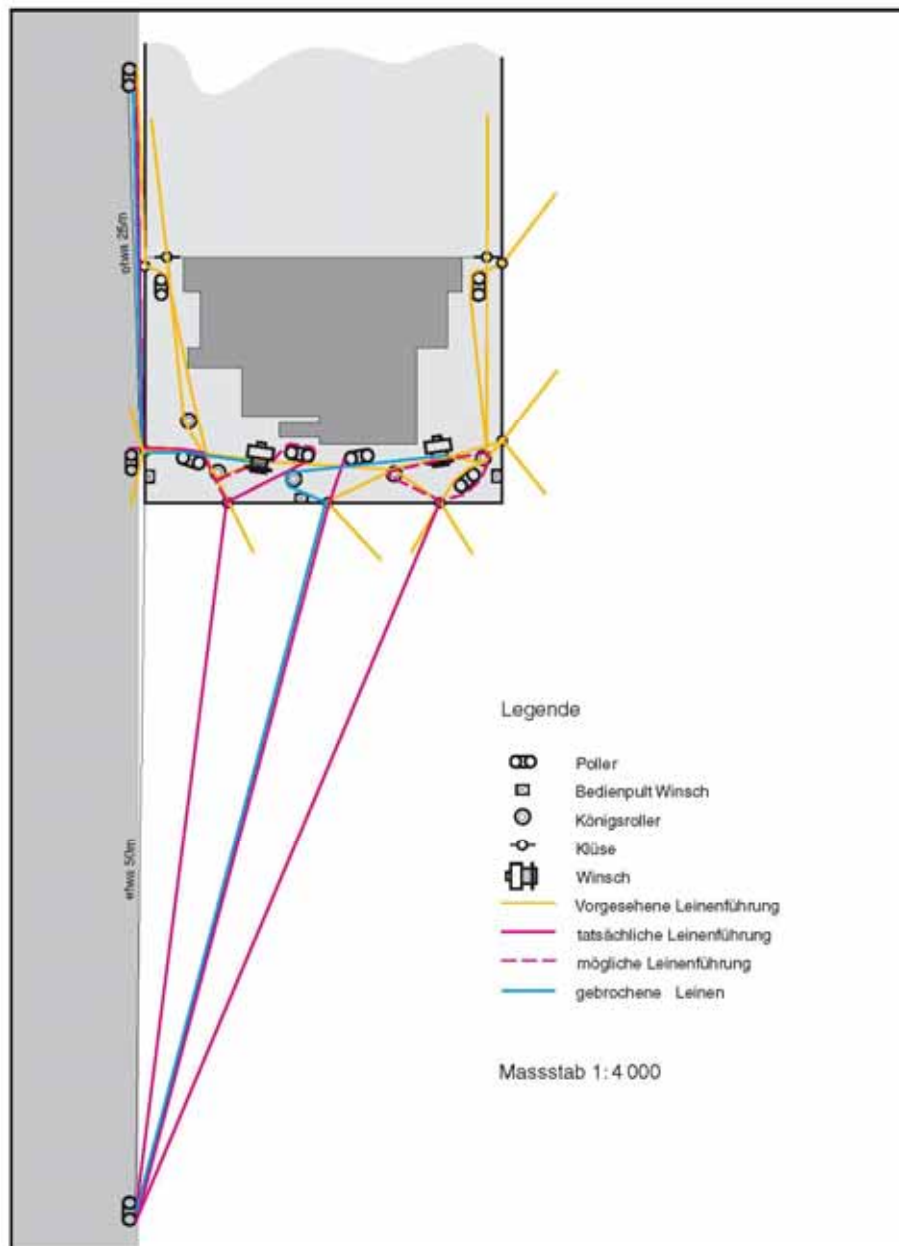 etwa 25m
etwa 50m
Legende
Poller
Bedienpult Winsch
Königsroller
Klüse
Winsch
Vorgesehene Leinenführung
tatsächliche Leinenführung
mögliche Leinenführung
gebrochene Leinen
Massstab 1: 4 000